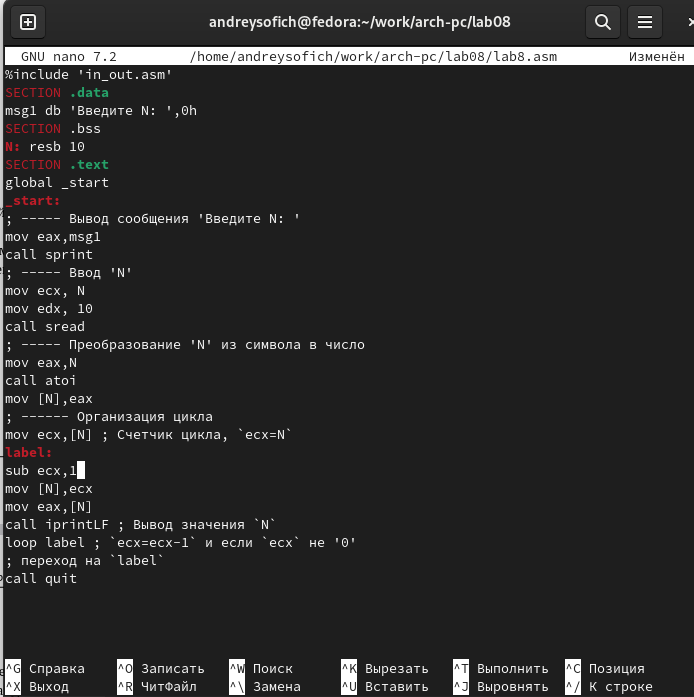 andreysofich@fedora:~/work/arch-pc/lab08
GNU nano 7.2 /home/andreysofich/work/arch-pc/lab08/lab8.asm Изменён
%include 'in_out.asm'
SECTION .data
msg1 db 'Введите N: ',0h
SECTION .bss
N: resb 10
SECTION .text
global _start
_start:
; ----- Вывод сообщения 'Введите N: '
mov eax,msg1
call sprint
; ----- Ввод 'N'
mov ecx, N
mov edx, 10
call sread
; ----- Преобразование 'N' из символа в число
mov eax,N
call atoi
mov [N],eax
; ------ Организация цикла
mov ecx,[N] ; Счетчик цикла, `ecx=N`
label:
sub ecx,1
mov [N],ecx
mov eax,[N]
call iprintLF ; Вывод значения `N`
loop label ; `ecx=ecx-1` и если `ecx` не '0'
; переход на `label`
call quit
^G Справка ^O Записать ^W Поиск ^K Вырезать ^T Выполнить ^C Позиция
^X Выход ^R ЧитФайл ^\ Замена ^U Вставить ^J Выровнять ^/ К строке